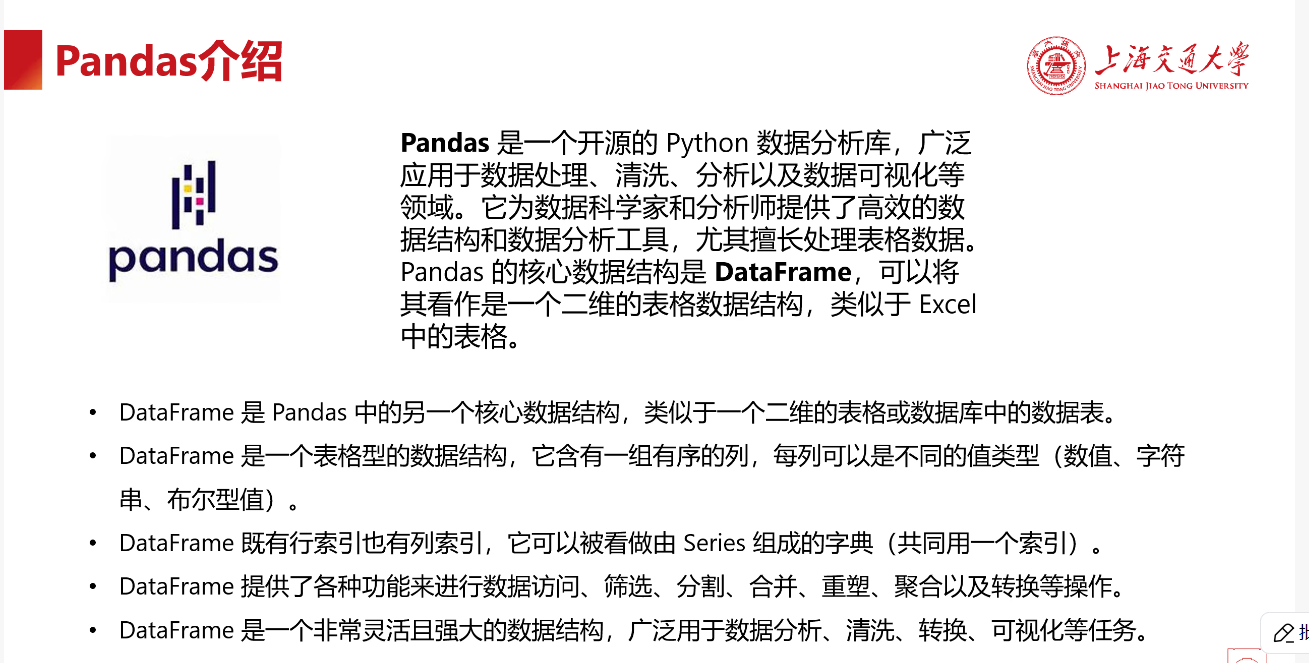 Pandas介绍
上海交通大学
SHANGHAI JIAO TONG UNIVERSITY
pandas
Pandas 是一个开源的 Python 数据分析库，广泛
应用于数据处理、清洗、分析以及数据可视化等
领域。它为数据科学家和分析师提供了高效的数
据结构和数据分析工具，尤其擅长处理表格数据。
Pandas 的核心数据结构是 DataFrame，可以将
其看作是一个二维的表格数据结构，类似于 Excel
中的表格。
• DataFrame 是 Pandas 中的另一个核心数据结构，类似于一个二维的表格或数据库中的数据表。
• DataFrame 是一个表格型的数据结构，它含有一组有序的列，每列可以是不同的值类型（数值、字符
串、布尔型值）。
• DataFrame 既有行索引也有列索引，它可以被看做由 Series 组成的字典（共同用一个索引）。
• DataFrame 提供了各种功能来进行数据访问、筛选、分割、合并、重塑、聚合以及转换等操作。
• DataFrame 是一个非常灵活且强大的数据结构，广泛用于数据分析、清洗、转换、可视化等任务。